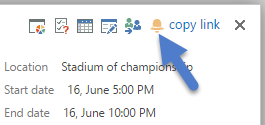 copy link
Location Stadium of championship
Start date 16, June 5:00 PM
End date 16, June 10:00 PM